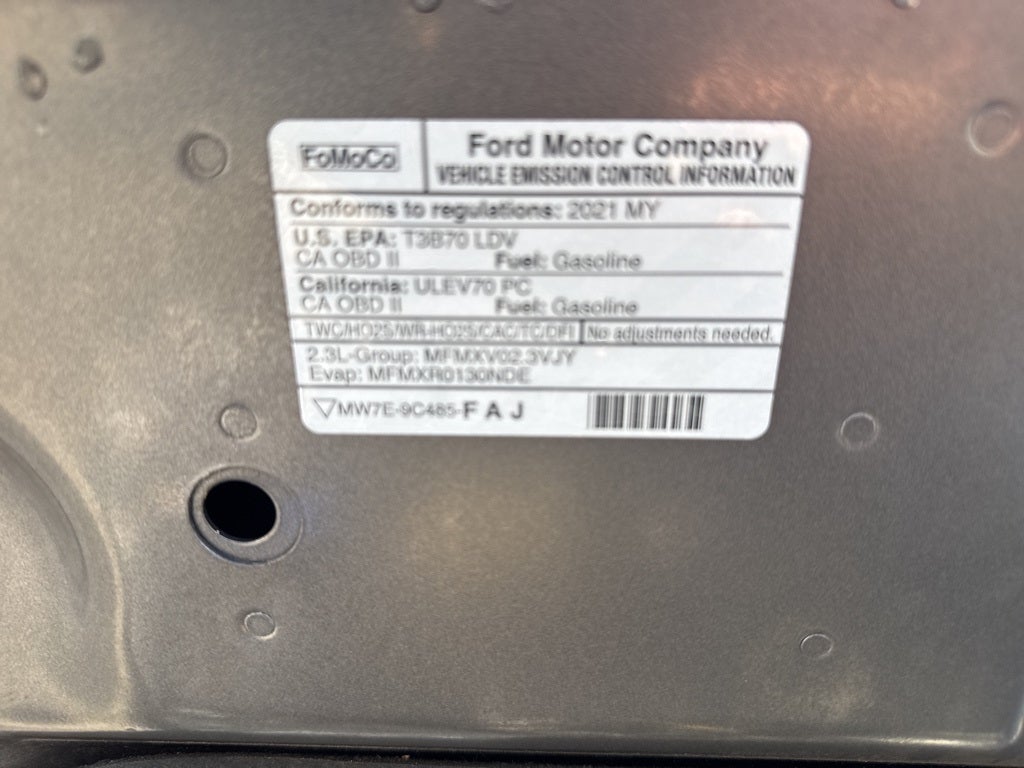 FoMoCo
Ford Motor Company
VEHICLE EMISSION CONTROL INFORMATION
Conforms to regulations: 2021 MY
U.S. EPA: T3B70 LDV
CA OBD II Fuel: Gasoline
California: ULEV70 PC
CA OBD II Fuel: Gasoline
TWC/HO2S/WR-HO2S/CAC/TC/DFI No adjustments needed.
2.3L-Group: MFMXV02.3VJY
Evap: MFMXR0130NDE
MW7E-9C485-F A J